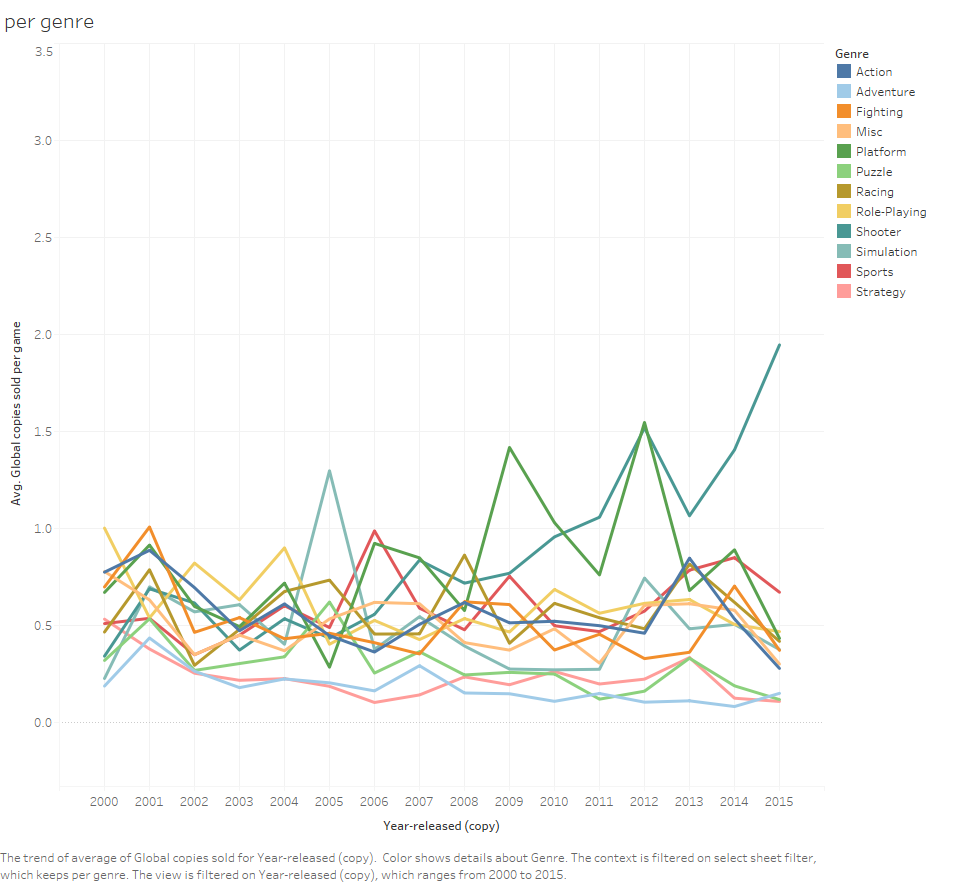 per genre
3.5
3.0
2.5
2.0
1.5
1.0
0.5
0.0
Avg. Global copies sold per game
2000 2001 2002 2003 2004 2005 2006 2007 2008 2009 2010 2011 2012 2013 2014 2015
Year-released (copy)
Genre
Action
Adventure
Fighting
Misc
Platform
Puzzle
Racing
Role-Playing
Shooter
Simulation
Sports
Strategy
The trend of average of Global copies sold for Year-released (copy).  Color shows details about Genre. The context is filtered on select sheet filter,
which keeps per genre. The view is filtered on Year-released (copy), which ranges from 2000 to 2015.